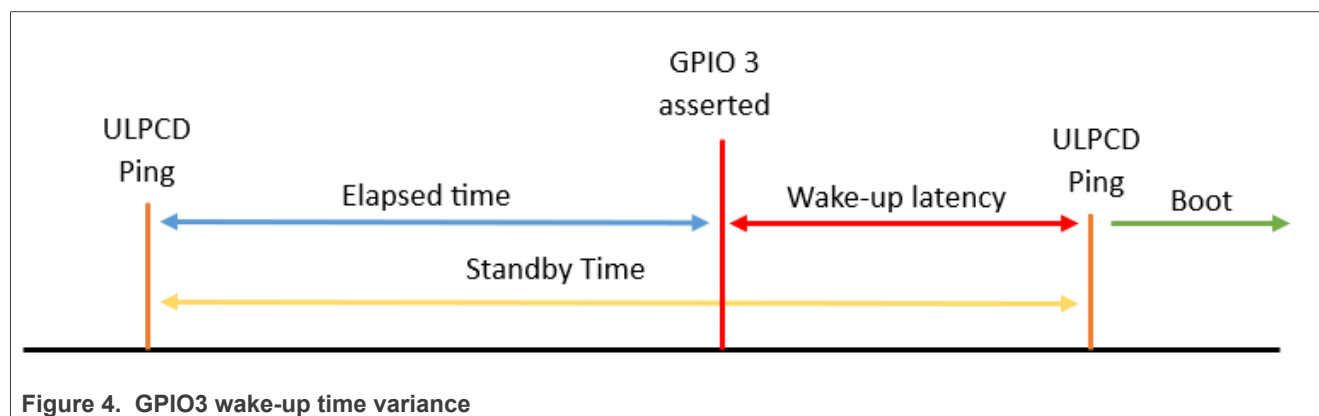 GPIO 3
asserted
ULPCD
Ping
ULPCD
Ping
Elapsed time
Wake-up latency
Boot
Standby Time
Figure 4. GPIO3 wake-up time variance